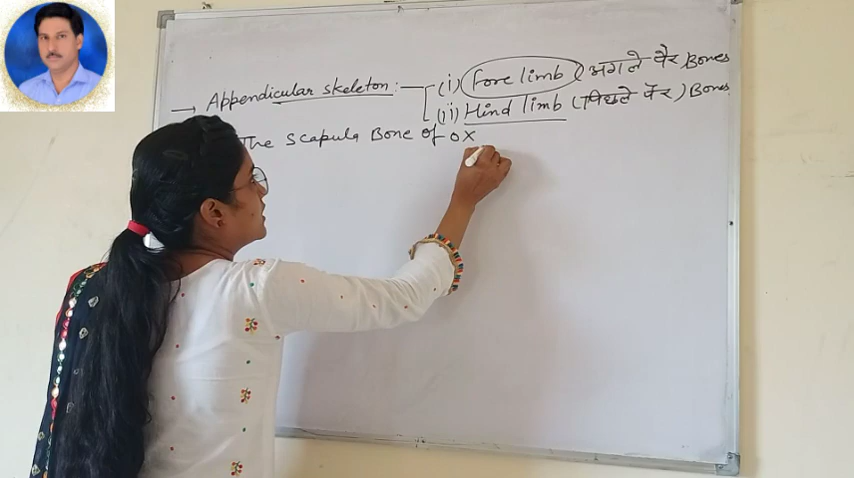 → Appendicular skeleton :- (i) Fore limb (अगले पैर) Bones
(ii) Hind limb (पिछले पैर) Bones
The Scapula Bone of OX